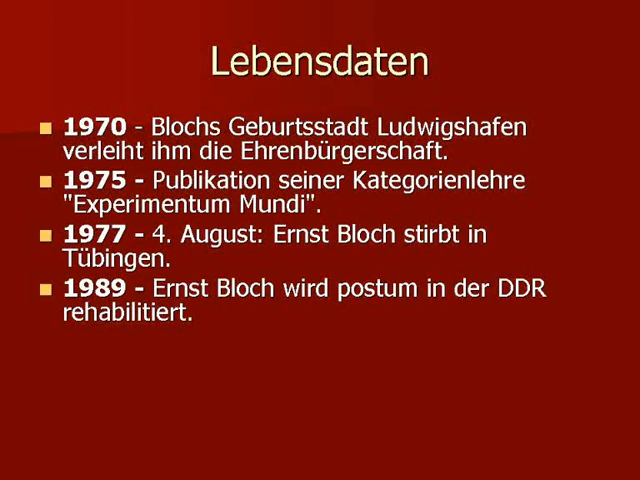 Lebensdaten
1970 - Blochs Geburtsstadt Ludwigshafen
verleiht ihm die Ehrenbürgerschaft.
1975 - Publikation seiner Kategorienlehre
"Experimentum Mundi".
1977 - 4. August: Ernst Bloch stirbt in
Tübingen.
1989 - Ernst Bloch wird postum in der DDR
rehabilitiert.